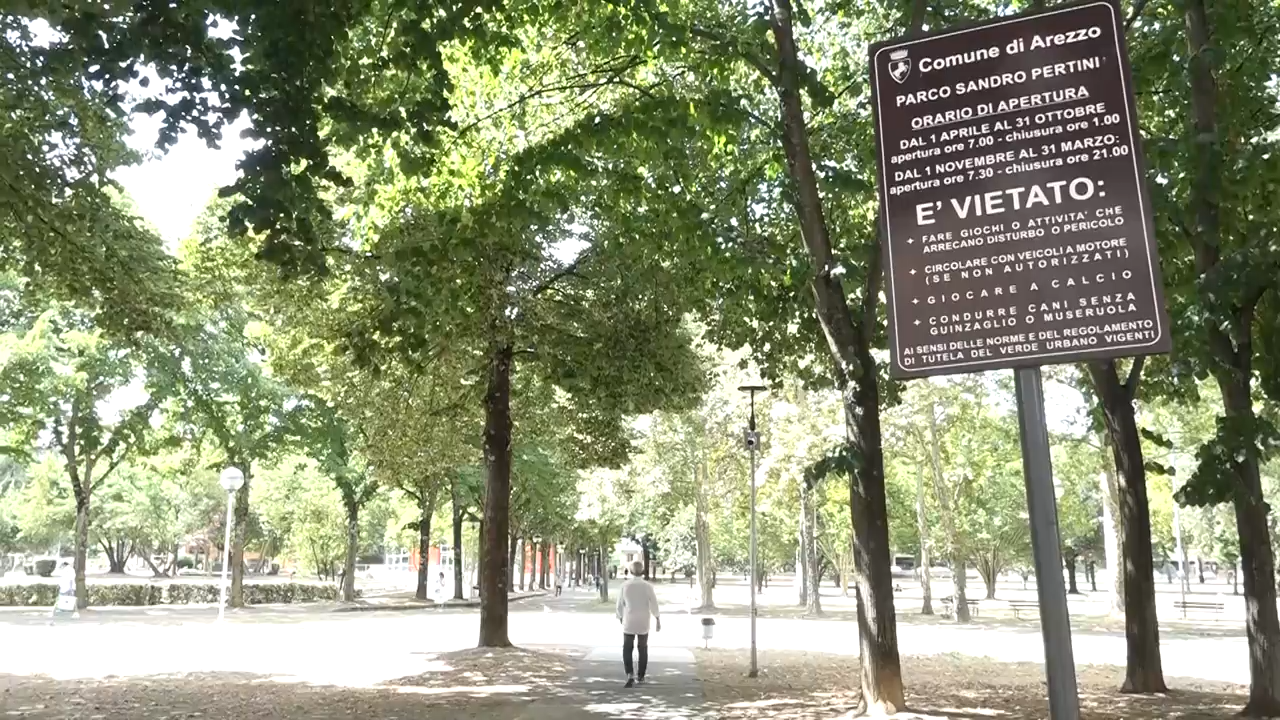 Comune di Arezzo
PARCO SANDRO PERTINI
ORARIO DI APERTURA
DAL 1 APRILE AL 31 OTTOBRE
apertura ore 7.00 - chiusura ore 1.00
DAL 1 NOVEMBRE AL 31 MARZO:
apertura ore 7.30 - chiusura ore 21.00
E' VIETATO:
+ FARE GIOCHI O ATTIVITA' CHE
ARRECANO DISTURBO O PERICOLO
+ CIRCOLARE CON VEICOLI A MOTORE
(SE NON AUTORIZZATI)
+ GIOCARE A CALCIO
+ CONDURRE CANI SENZA
GUINZAGLIO O MUSERUOLA
AI SENSI DELLE NORME E DEL REGOLAMENTO
DI TUTELA DEL VERDE URBANO VIGENTI